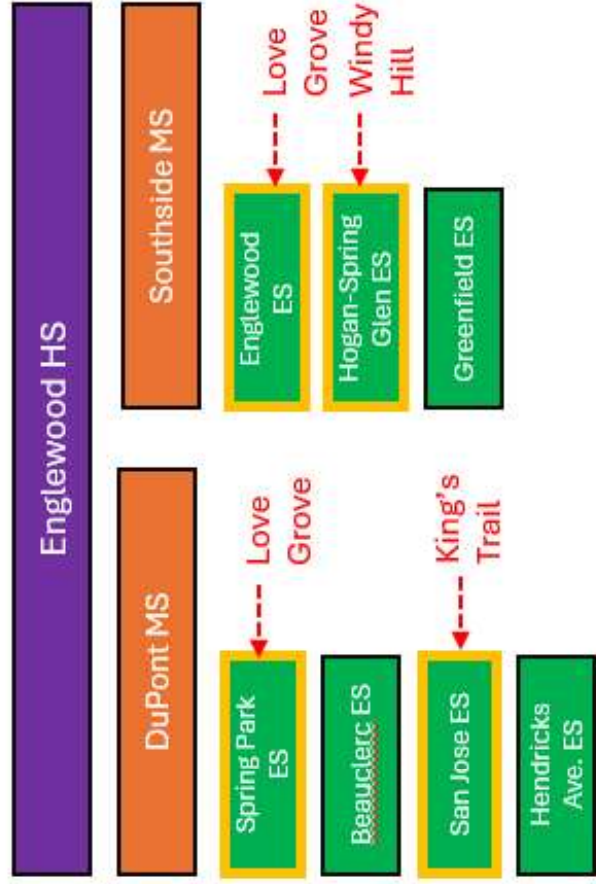 Englewood HS
DuPont MS
Spring Park
ES
Love
Grove
Beauclerc ES
San Jose ES
King's
Trail
Hendricks
Ave. ES
Southside MS
Englewood
ES
Love
Grove
Hogan-Spring
Glen ES
Windy
Hill
Greenfield ES